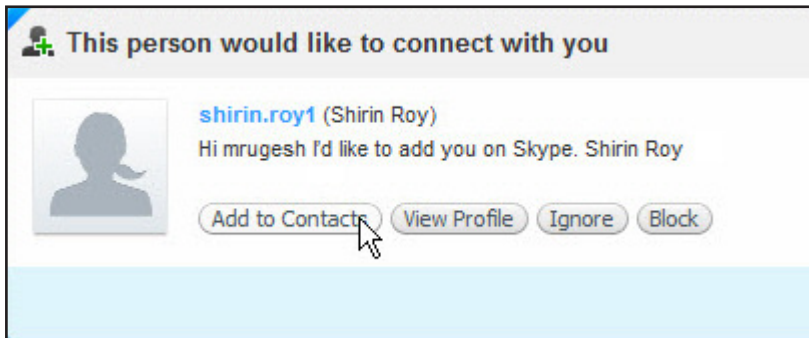 This person would like to connect with you
shirin.roy1 (Shirin Roy)
Hi mrugesh I'd like to add you on Skype. Shirin Roy
Add to Contacts View Profile Ignore Block